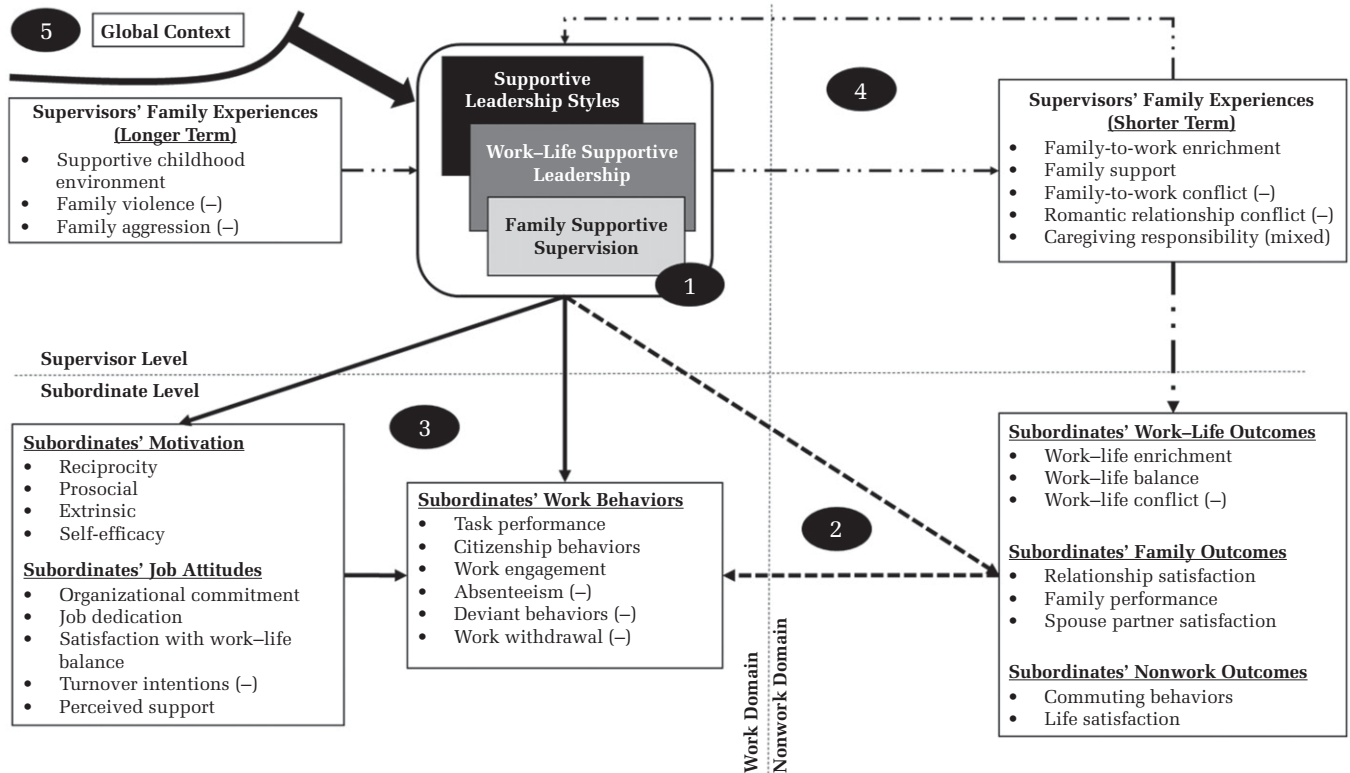 5
Global Context
Supervisors’ Family Experiences
(Longer Term)
• Supportive childhood
environment
• Family violence (–)
• Family aggression (–)
Supportive
Leadership Styles
Work–Life Supportive
Leadership
Family Supportive
Supervision
1
4
Supervisors’ Family Experiences
(Shorter Term)
• Family-to-work enrichment
• Family support
• Family-to-work conflict (–)
• Romantic relationship conflict (–)
• Caregiving responsibility (mixed)
Supervisor Level
Subordinate Level
3
Subordinates’ Motivation
• Reciprocity
• Prosocial
• Extrinsic
• Self-efficacy
Subordinates’ Job Attitudes
• Organizational commitment
• Job dedication
• Satisfaction with work–life
balance
• Turnover intentions (–)
• Perceived support
Subordinates’ Work Behaviors
• Task performance
• Citizenship behaviors
• Work engagement
• Absenteeism (–)
• Deviant behaviors (–)
• Work withdrawal (–)
2
Work Domain
Nonwork Domain
Subordinates’ Work–Life Outcomes
• Work–life enrichment
• Work–life balance
• Work–life conflict (–)
Subordinates’ Family Outcomes
• Relationship satisfaction
• Family performance
• Spouse partner satisfaction
Subordinates’ Nonwork Outcomes
• Commuting behaviors
• Life satisfaction